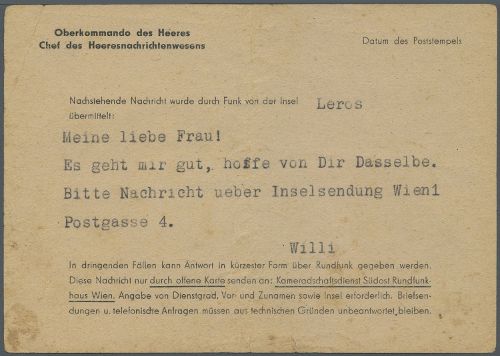 Oberkommando des Heeres
Chef des Heeresnachrichtenwesens
Datum des Poststempels
Nachstehende Nachricht wurde durch Funk von der Insel Leros
übermittelt:
Meine liebe Frau!
Es geht mir gut, hoffe von Dir Dasselbe.
Bitte Nachricht ueber Inselsendung Wien1
Postgasse 4.
Willi
In dringenden Fällen kann Antwort in kürzester Form über Rundfunk gegeben werden.
Diese Nachricht nur durch offene Karte senden an: Kameradschaftsdienst Südost Rundfunk-
haus Wien. Angabe von Dienstgrad, Vor- und Zunamen sowie Insel erforderlich. Briefsen-
dungen u. telefonische Anfragen müssen aus technischen Gründen unbeantwortet bleiben.